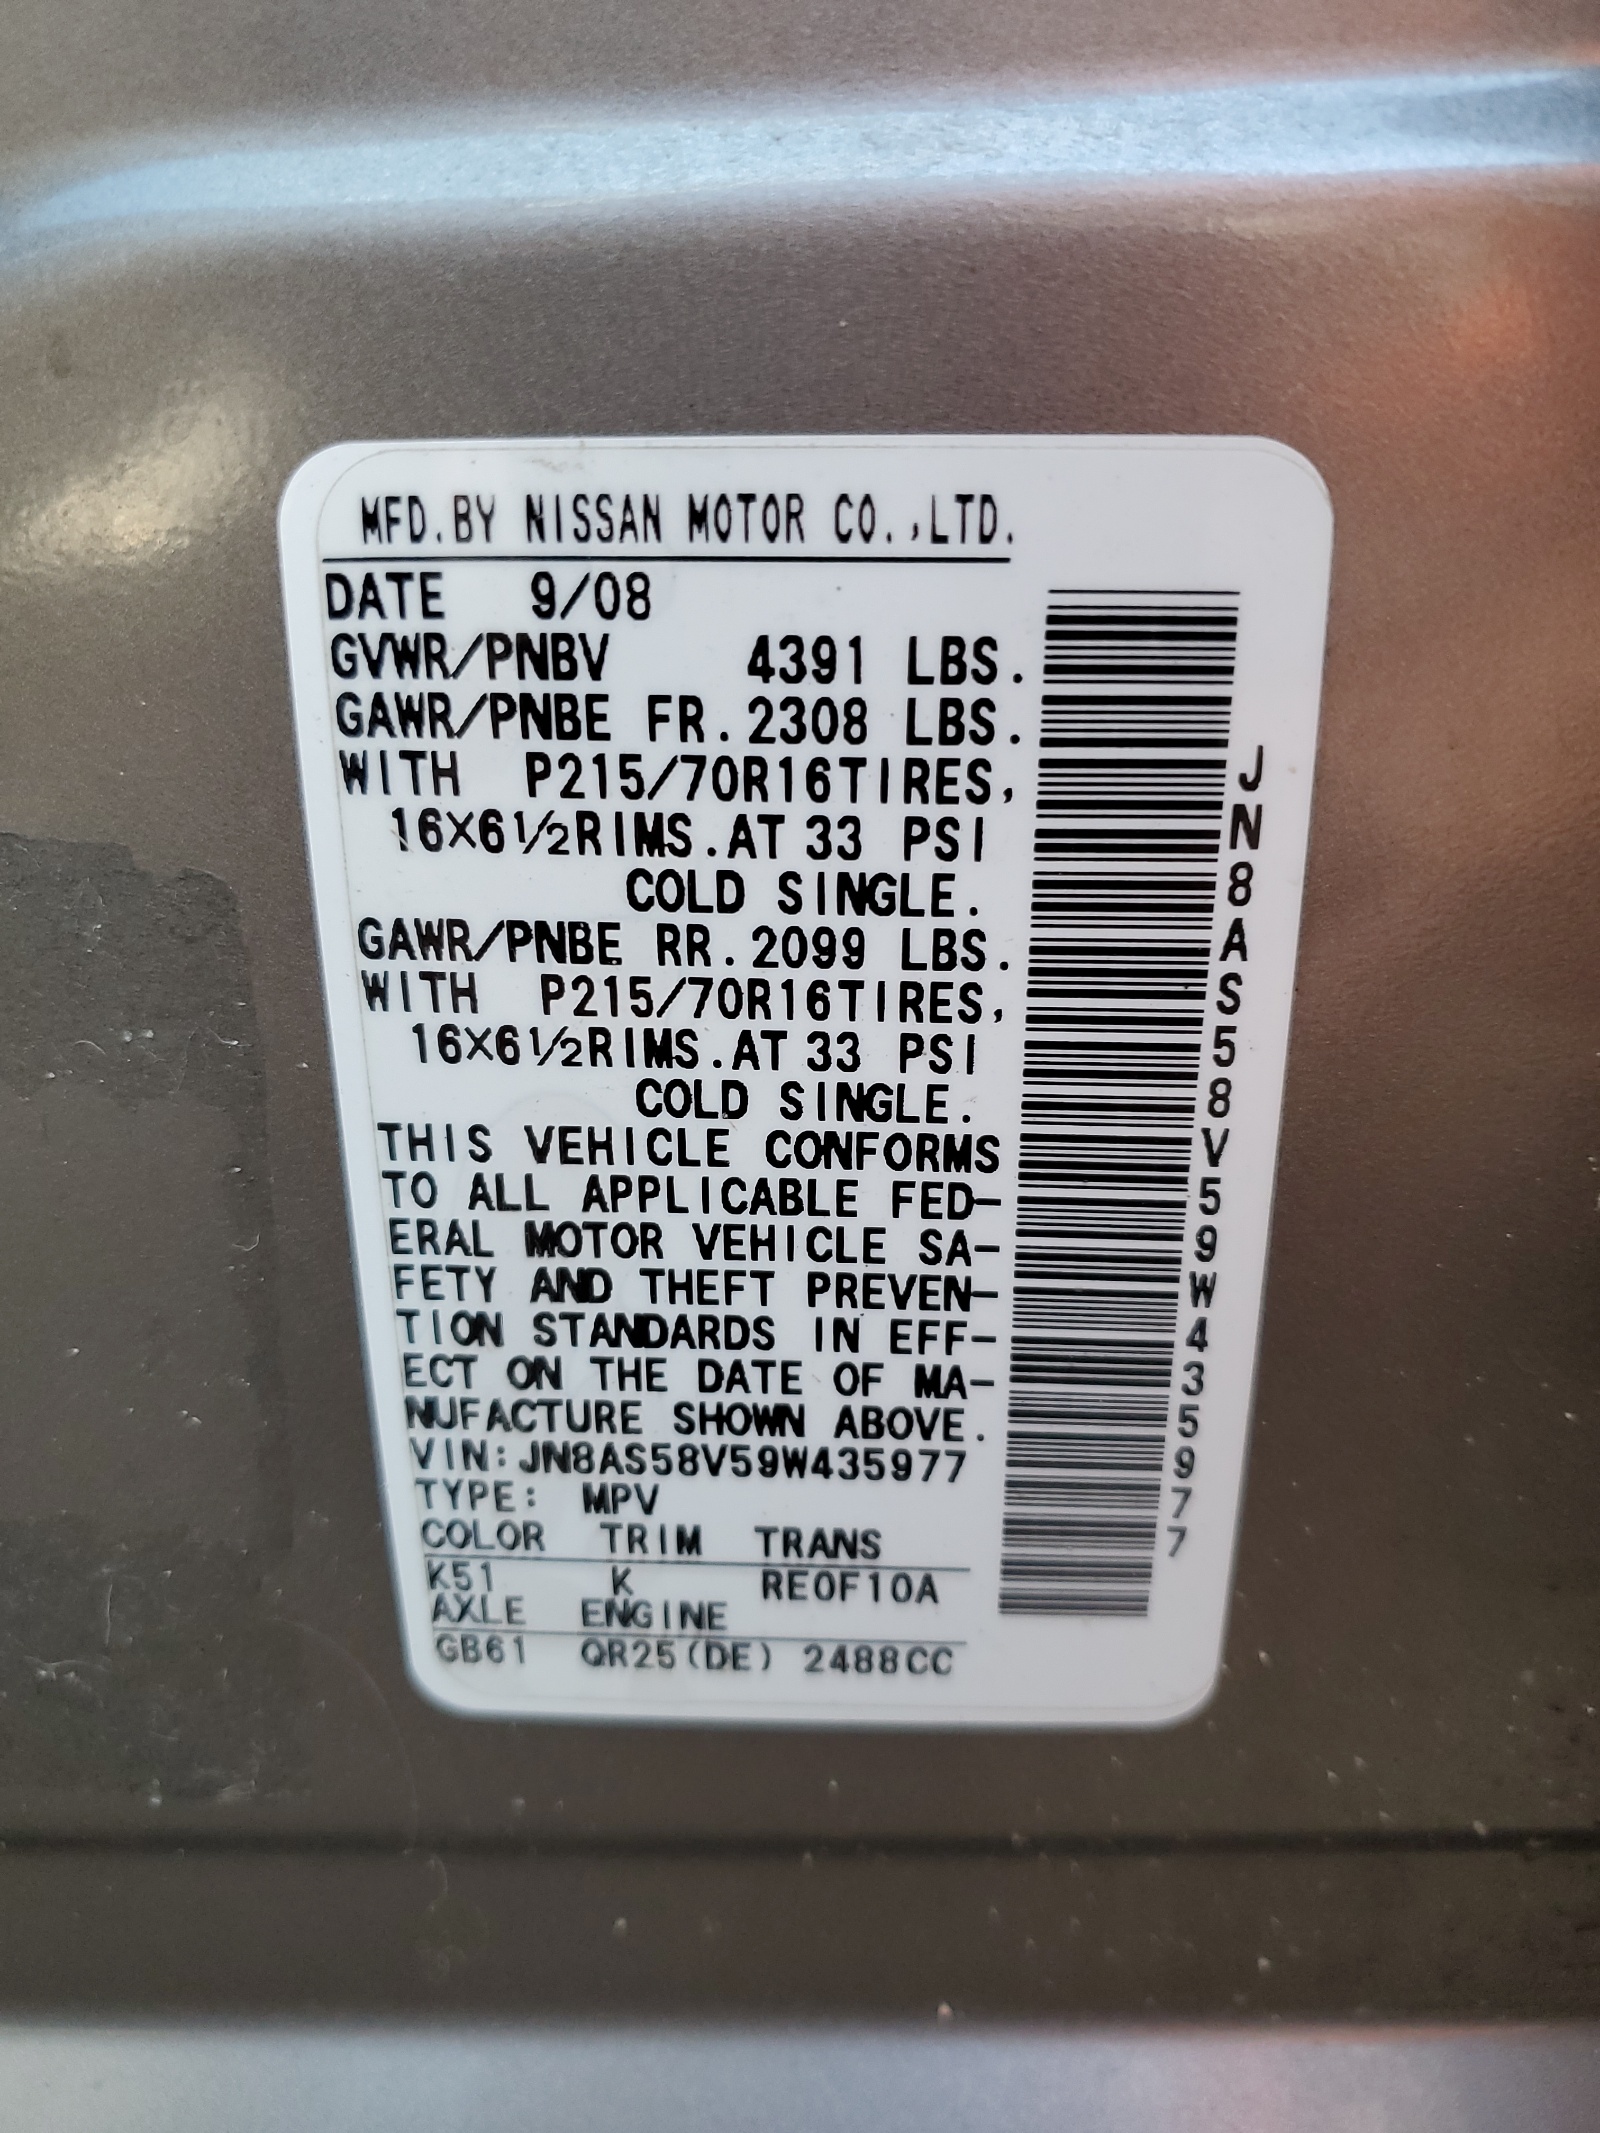 MFD.BY NISSAN MOTOR CO.,LTD.
DATE 9/08
GVWR/PNBV 4391 LBS.
GAWR/PNBE FR.2308 LBS.
WITH P215/70R16TIRES,
16X6½RIMS.AT 33 PSI
COLD SINGLE.
GAWR/PNBE RR.2099 LBS.
WITH P215/70R16TIRES,
16X6½RIMS.AT 33 PSI
COLD SINGLE.
THIS VEHICLE CONFORMS
TO ALL APPLICABLE FED-
ERAL MOTOR VEHICLE SA-
FETY AND THEFT PREVEN-
TION STANDARDS IN EFF-
ECT ON THE DATE OF MA-
NUFACTURE SHOWN ABOVE.
VIN:JN8AS58V59W435977
TYPE: MPV
COLOR TRIM TRANS
K51 K RE0F10A
AXLE ENGINE
GB61 QR25(DE) 2488CC
JN8AS58V59W435977